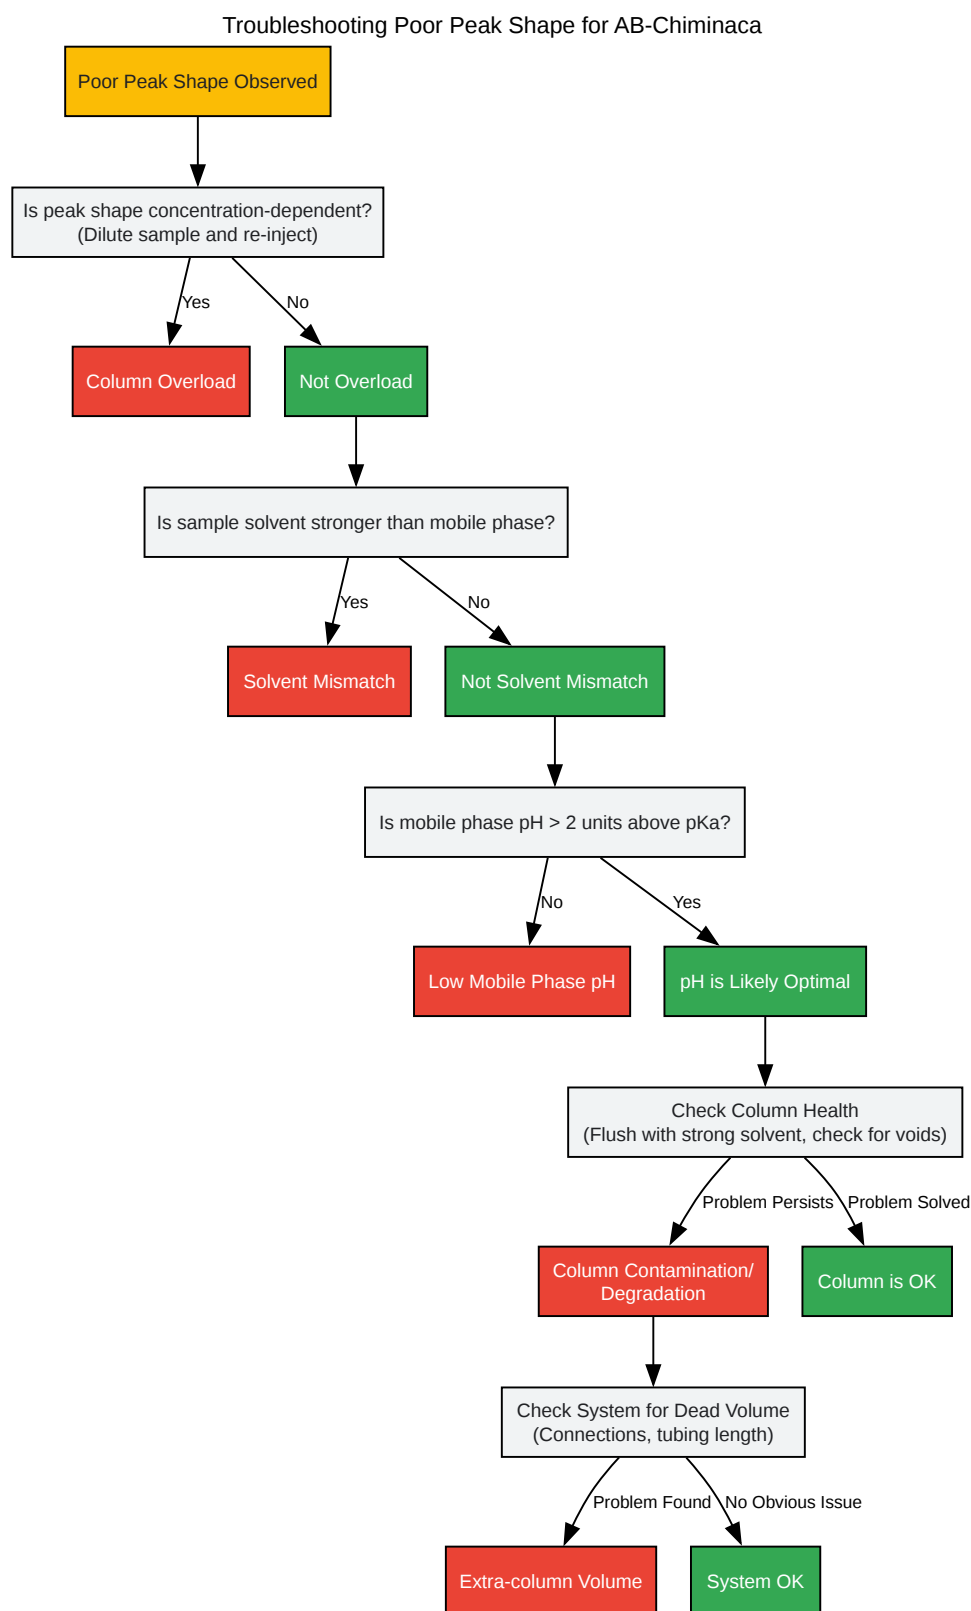 Troubleshooting Poor Peak Shape for AB-Chiminaca
Poor Peak Shape Observed
Is peak shape concentration-dependent?
(Dilute sample and re-inject)
Yes
No
Column Overload
Not Overload
Is sample solvent stronger than mobile phase?
Yes
No
Solvent Mismatch
Not Solvent Mismatch
Is mobile phase pH > 2 units above pKa?
No
Yes
Low Mobile Phase pH
pH is Likely Optimal
Check Column Health
(Flush with strong solvent, check for voids)
Problem Persists
Problem Solved
Column Contamination/
Degradation
Column is OK
Check System for Dead Volume
(Connections, tubing length)
Problem Found
No Obvious Issue
Extra-column Volume
System OK